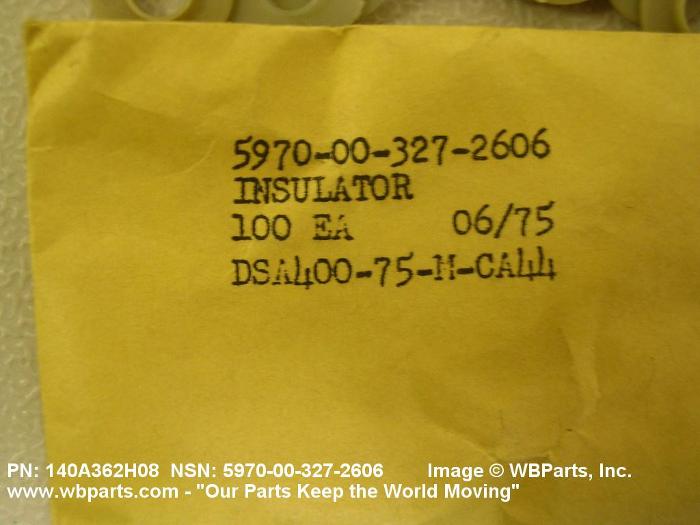 5970-00-327-2606
INSULATOR
100 EA 06/75
DSA400-75-M-CA44
PN: 140A362H08 NSN: 5970-00-327-2606 Image © WBParts, Inc.
www.wbparts.com - "Our Parts Keep the World Moving"